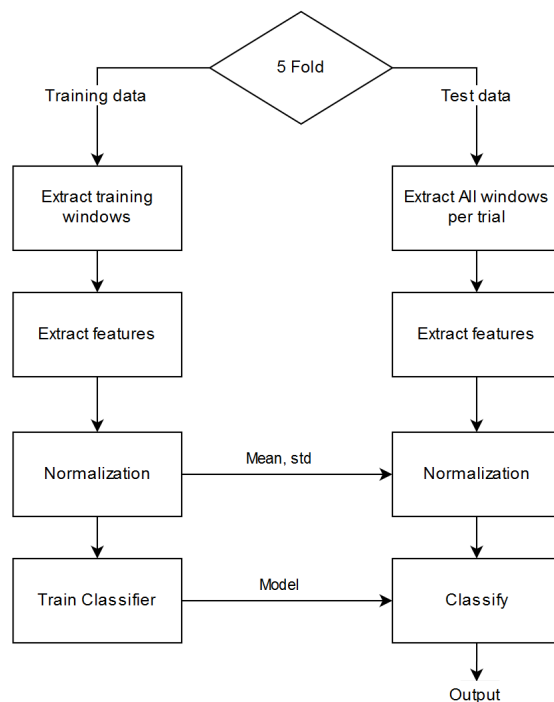 5 Fold
Training data
Test data
Extract training
windows
Extract All windows
per trial
Extract features
Extract features
Normalization
Mean, std
Normalization
Train Classifier
Model
Classify
Output